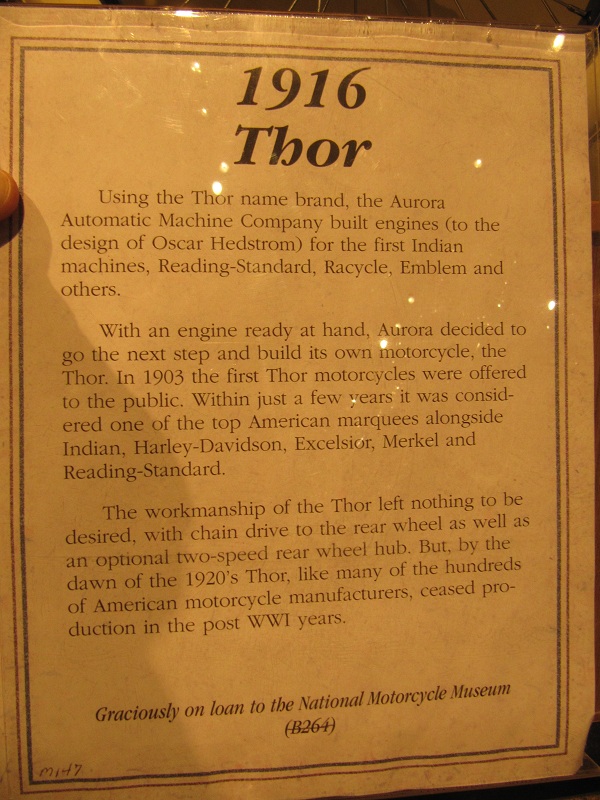 1916
Thor
Using the Thor name brand, the Aurora
Automatic Machine Company built engines (to the
design of Oscar Hedstrom) for the first Indian
machines, Reading-Standard, Racycle, Emblem and
others.
With an engine ready at hand, Aurora decided to
go the next step and build its own motorcycle, the
Thor. In 1903 the first Thor motorcycles were offered
to the public. Within just a few years it was consid-
ered one of the top American marquees alongside
Indian, Harley-Davidson, Excelsior, Merkel and
Reading-Standard.
The workmanship of the Thor left nothing to be
desired, with chain drive to the rear wheel as well as
an optional two-speed rear wheel hub. But, by the
dawn of the 1920's Thor, like many of the hundreds
of American motorcycle manufacturers, ceased pro-
duction in the post WWI years.
Graciously on loan to the National Motorcycle Museum
(B264)
M147